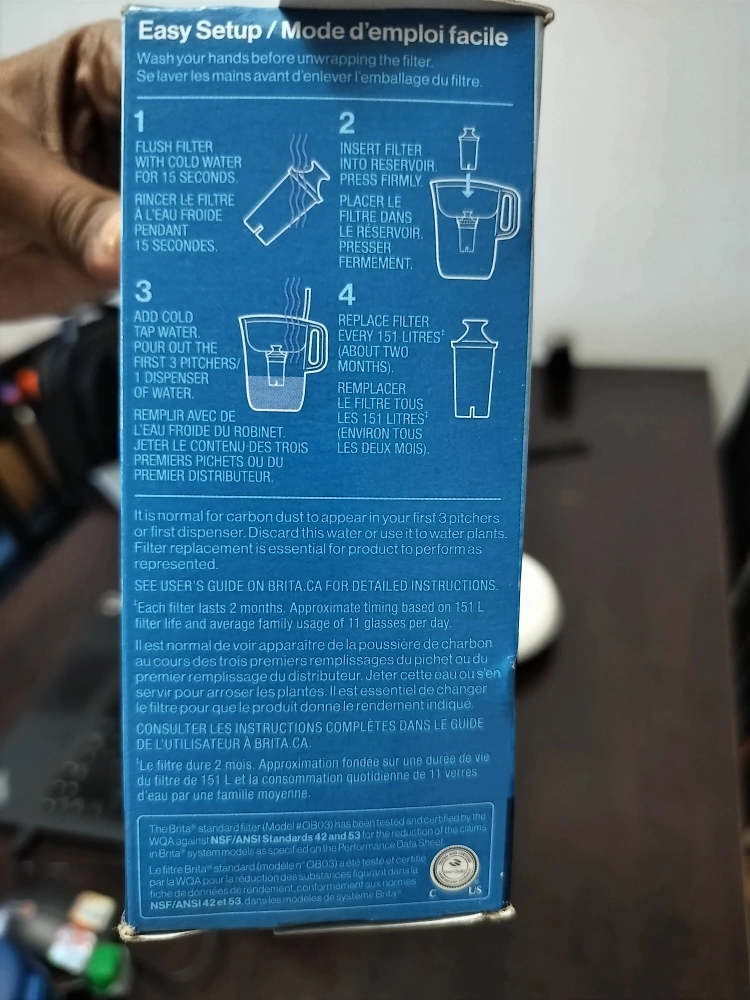 Easy Setup / Mode d'emploi facile
Wash your hands before unwrapping the filter.
Se laver les mains avant d'enlever l'emballage du filtre.
1
FLUSH FILTER
WITH COLD WATER
FOR 15 SECONDS.
RINCER LE FILTRE
À L'EAU FROIDE
PENDANT
15 SECONDES.
2
INSERT FILTER
INTO RESERVOIR.
PRESS FIRMLY.
PLACER LE
FILTRE DANS
LE RÉSERVOIR.
PRESSER
FERMEMENT.
3
ADD COLD
TAP WATER.
POUR OUT THE
FIRST 3 PITCHERS/
1 DISPENSER
OF WATER.
REMPLIR AVEC DE
L'EAU FROIDE DU ROBINET.
JETER LE CONTENU DES TROIS
PREMIERS PICHETS OU DU
PREMIER DISTRIBUTEUR.
4
REPLACE FILTER
EVERY 151 LITRES‡
(ABOUT TWO
MONTHS).
REMPLACER
LE FILTRE TOUS
LES 151 LITRES‡
(ENVIRON TOUS
LES DEUX MOIS).
It is normal for carbon dust to appear in your first 3 pitchers
or first dispenser. Discard this water or use it to water plants.
Filter replacement is essential for product to perform as
represented.
SEE USER'S GUIDE ON BRITA.CA FOR DETAILED INSTRUCTIONS.
‡Each filter lasts 2 months. Approximate timing based on 151 L
filter life and average family usage of 11 glasses per day.
Il est normal de voir apparaître de la poussière de charbon
au cours des trois premiers remplissages du pichet ou du
premier remplissage du distributeur. Jeter cette eau ou s'en
servir pour arroser les plantes. Il est essentiel de changer
le filtre pour que le produit donne le rendement indiqué.
CONSULTER LES INSTRUCTIONS COMPLÈTES DANS LE GUIDE
DE L'UTILISATEUR À BRITA.CA.
‡Le filtre dure 2 mois. Approximation fondée sur une durée de vie
du filtre de 151 L et la consommation quotidienne de 11 verres
d'eau par une famille moyenne.
The Brita® standard filter (Model #OB03) has been tested and certified by the
WQA against NSF/ANSI Standards 42 and 53 for the reduction of the claims
in Brita® system models as specified on the Performance Data Sheet.
Le filtre Brita® standard (modèle n° OB03) a été testé et certifié
par la WQA pour la réduction des substances figurant dans la
fiche de données de rendement, conformément aux normes
NSF/ANSI 42 et 53, dans les modèles de système Brita®.
C US